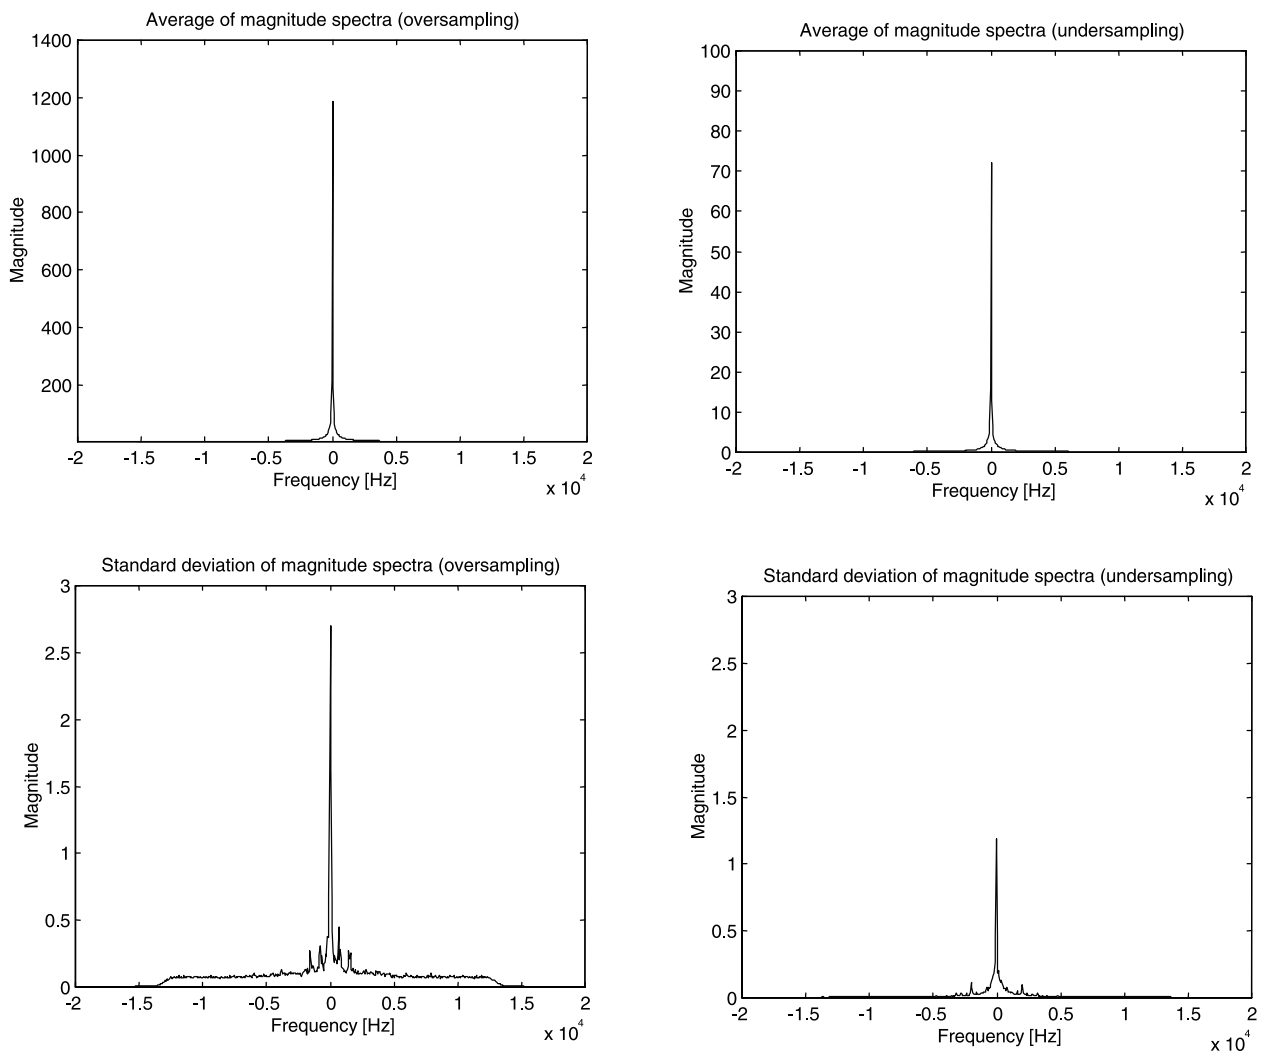 Average of magnitude spectra (oversampling)
1400
1200
1000
800
600
400
200
Magnitude
-2 -1.5 -1 -0.5 0 0.5 1 1.5 2
Frequency [Hz]
x 10^4
Average of magnitude spectra (undersampling)
100
90
80
70
60
50
40
30
20
10
0
Magnitude
-2 -1.5 -1 -0.5 0 0.5 1 1.5 2
Frequency [Hz]
x 10^4
Standard deviation of magnitude spectra (oversampling)
3
2.5
2
1.5
1
0.5
0
Magnitude
-2 -1.5 -1 -0.5 0 0.5 1 1.5 2
Frequency [Hz]
x 10^4
Standard deviation of magnitude spectra (undersampling)
3
2.5
2
1.5
1
0.5
0
Magnitude
-2 -1.5 -1 -0.5 0 0.5 1 1.5 2
Frequency [Hz]
x 10^4